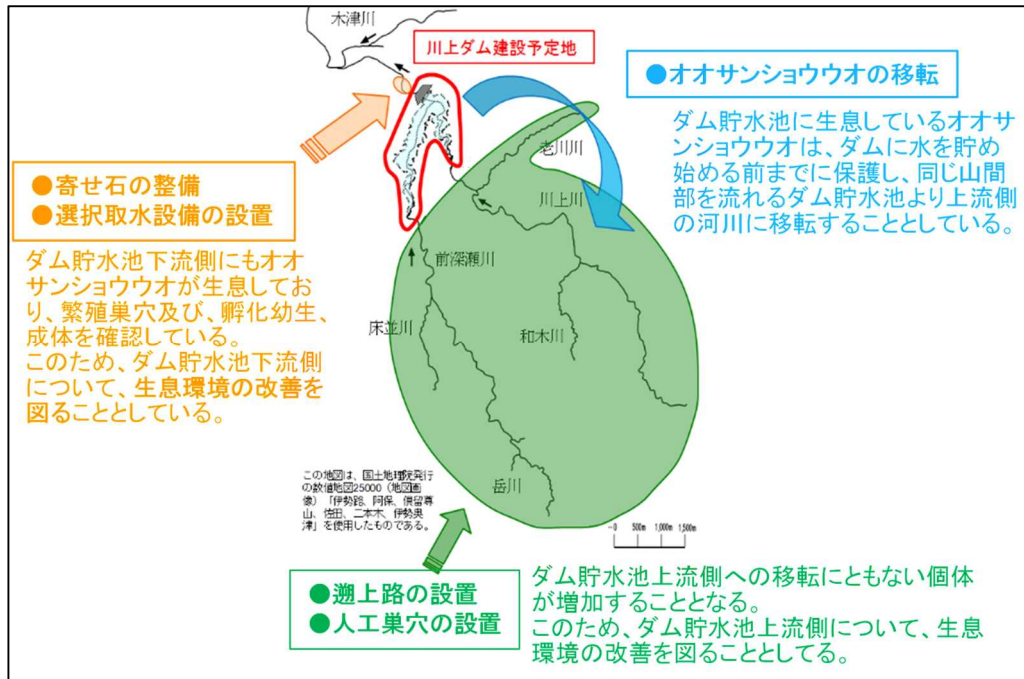 木津川
川上ダム建設予定地
●オオサンショウウオの移転
ダム貯水池に生息しているオオサ
ンショウウオは、ダムに水を貯め
始める前までに保護し、同じ山間
部を流れるダム貯水池より上流側
の河川に移転することとしている。
老川川
川上川
●寄せ石の整備
●選択取水設備の設置
ダム貯水池下流側にもオオ
サンショウウオが生息してお
り、繁殖巣穴及び、孵化幼生、
成体を確認している。
このため、ダム貯水池下流側
について、生息環境の改善を
図ることとしている。
前深瀬川
床並川
和木川
岳川
この地図は、国土地理院発行
の数値地図25000（地図画
像）「伊勢路、阿保、倶留尊
山、佐田、二本木、伊勢奥
津」を使用したものである。
0 500m 1,000m 1,500m
●遡上路の設置
●人工巣穴の設置
ダム貯水池上流側への移転にともない個体
が増加することとなる。
このため、ダム貯水池上流側について、生息
環境の改善を図ることとしてる。